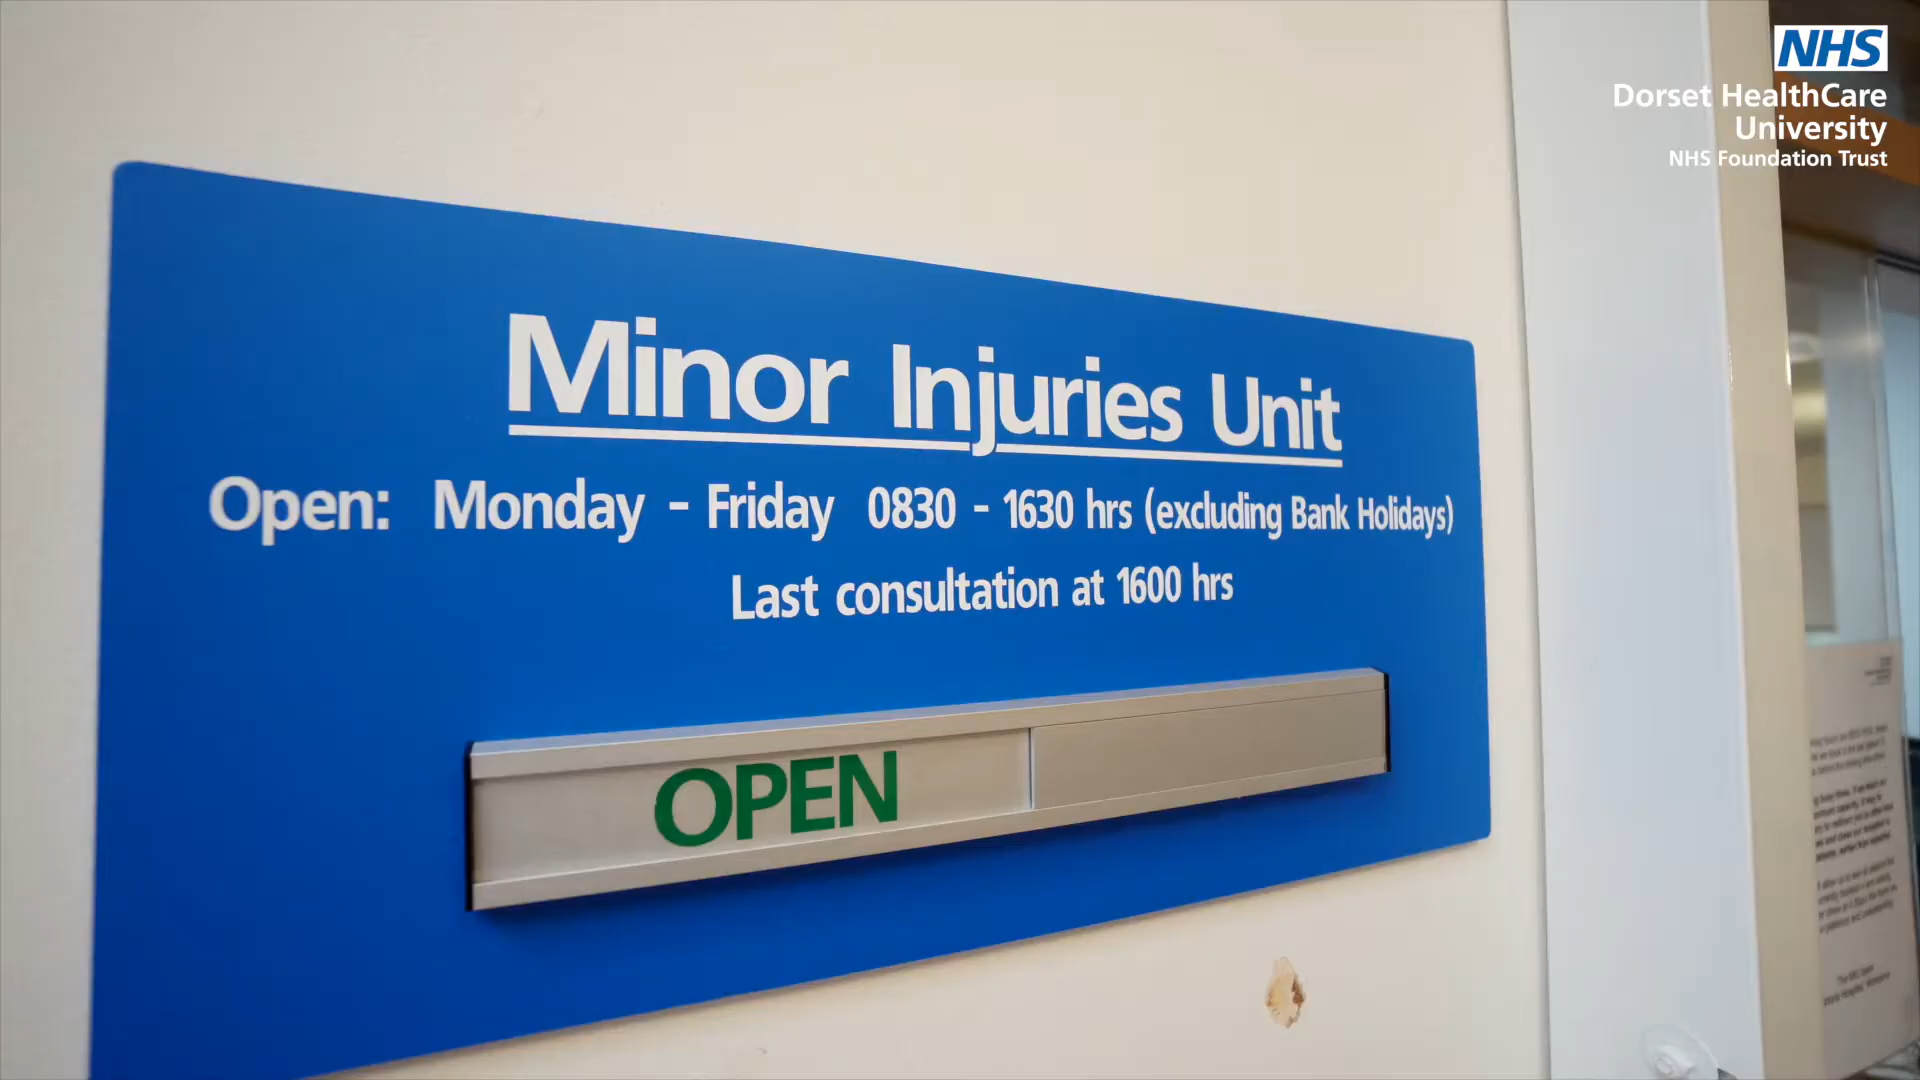 NHS
Dorset HealthCare
University
NHS Foundation Trust
Minor Injuries Unit
Open: Monday - Friday 0830 - 1630 hrs (excluding Bank Holidays)
Last consultation at 1600 hrs
OPEN